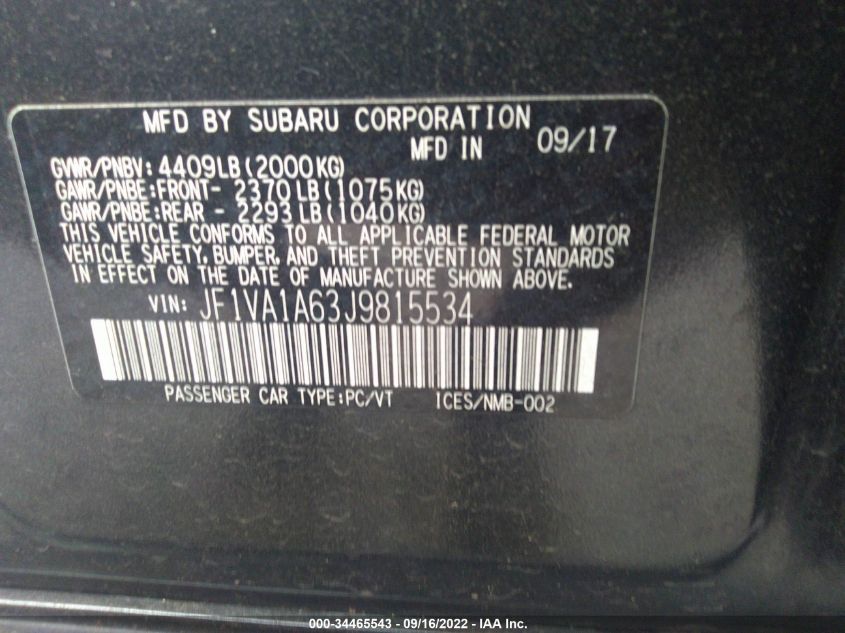 MFD BY SUBARU CORPORATION
MFD IN 09/17
GVWR/PNBV: 4409LB(2000KG)
GAWR/PNBE:FRONT- 2370LB(1075KG)
GAWR/PNBE:REAR - 2293LB(1040KG)
THIS VEHICLE CONFORMS TO ALL APPLICABLE FEDERAL MOTOR
VEHICLE SAFETY, BUMPER, AND THEFT PREVENTION STANDARDS
IN EFFECT ON THE DATE OF MANUFACTURE SHOWN ABOVE.
VIN: JF1VA1A63J9815534
PASSENGER CAR TYPE:PC/VT ICES/NMB-002
000-34465543 - 09/16/2022 - IAA Inc.